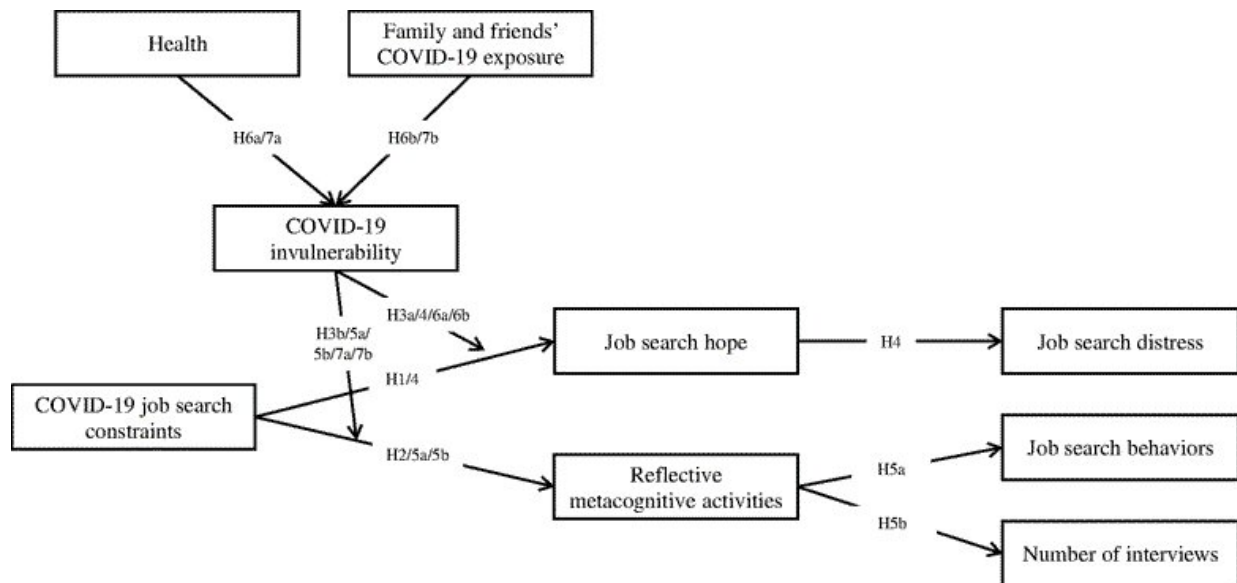 Health
Family and friends'
COVID-19 exposure
H6a/7a
H6b/7b
COVID-19
invulnerability
H3a/4/6a/6b
H3b/5a/
5b/7a/7b
Job search hope
H4
Job search distress
H1/4
COVID-19 job search
constraints
H2/5a/5b
Reflective
metacognitive activities
H5a
Job search behaviors
H5b
Number of interviews